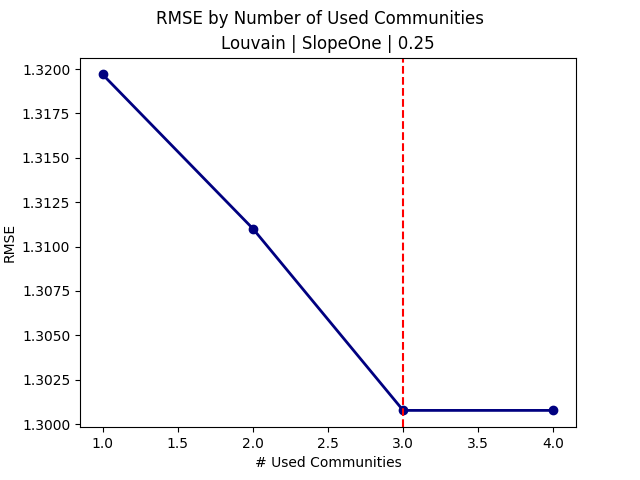 RMSE by Number of Used Communities
Louvain | SlopeOne | 0.25
RMSE
1.3200
1.3175
1.3150
1.3125
1.3100
1.3075
1.3050
1.3025
1.3000
1.0 1.5 2.0 2.5 3.0 3.5 4.0
# Used Communities